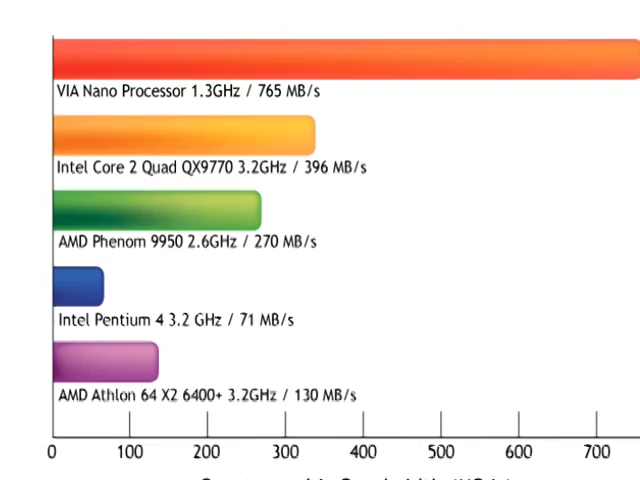 VIA Nano Processor 1.3GHz / 765 MB/s
Intel Core 2 Quad QX9770 3.2GHz / 396 MB/s
AMD Phenom 9950 2.6GHz / 270 MB/s
Intel Pentium 4 3.2 GHz / 71 MB/s
AMD Athlon 64 X2 6400+ 3.2GHz / 130 MB/s
0 100 200 300 400 500 600 700